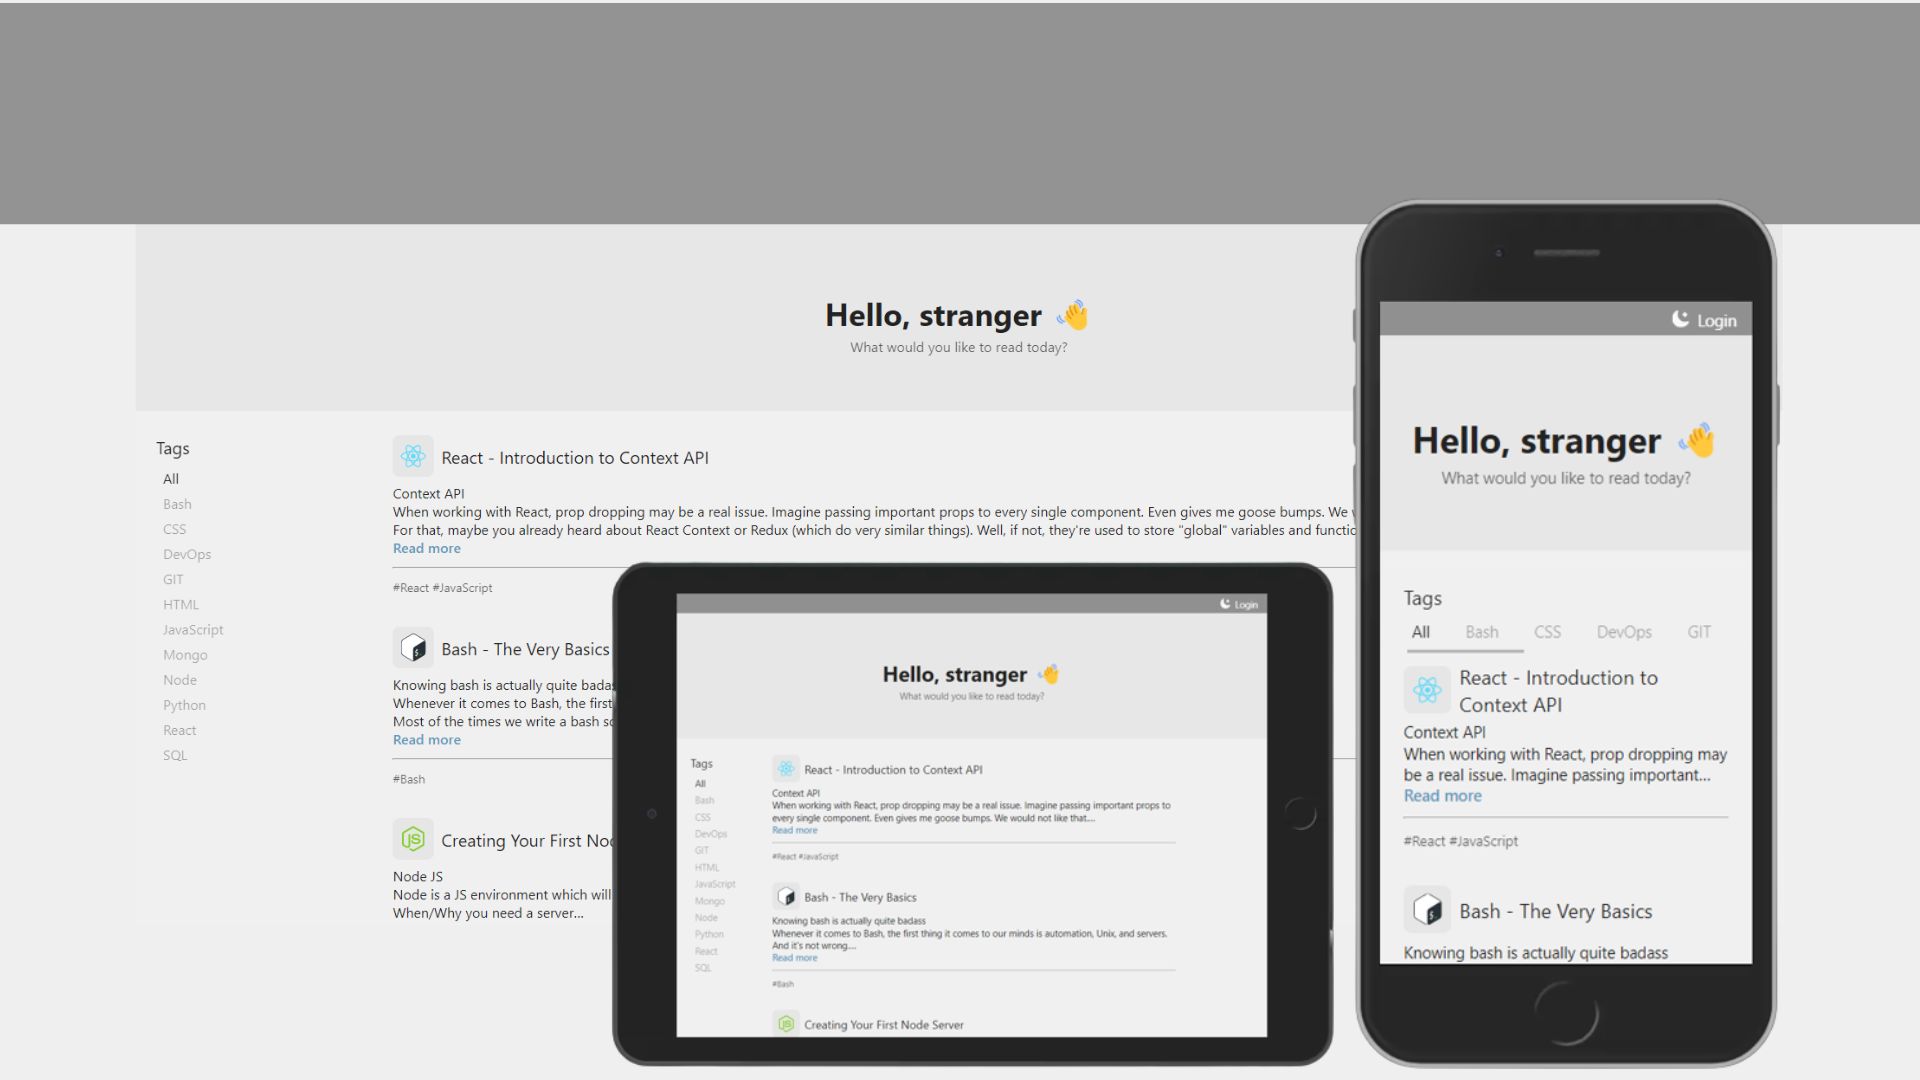 Hello, stranger 👋
What would you like to read today?
Tags
All
Bash
CSS
DevOps
GIT
HTML
JavaScript
Mongo
Node
Python
React
SQL
React - Introduction to Context API
Context API
When working with React, prop dropping may be a real issue. Imagine passing important props to every single component. Even gives me goose bumps. We
For that, maybe you already heard about React Context or Redux (which do very similar things). Well, if not, they're used to store "global" variables and
Read more
#React #JavaScript
Bash - The Very Basics
Knowing bash is actually quite
Whenever it comes to Bash, the first
Most of the times we write a bash
Read more
#Bash
Creating Your First
Node JS
Node is a JS environment which will
When/Why you need a server...
Login
Hello, stranger 👋
What would you like to read today?
Tags
All
Bash
CSS
DevOps
GIT
HTML
JavaScript
Mongo
Node
Python
React
SQL
React - Introduction to Context API
Context API
When working with React, prop dropping may be a real issue. Imagine passing important props to
every single component. Even gives me goose bumps. We would not like that....
Read more
#React #JavaScript
Bash - The Very Basics
Knowing bash is actually quite badass
Whenever it comes to Bash, the first thing it comes to our minds is automation, Unix, and servers.
And it's not wrong....
Read more
#Bash
Creating Your First Node Server
Login
Hello, stranger 👋
What would you like to read today?
Tags
All Bash CSS DevOps GIT
React - Introduction to
Context API
Context API
When working with React, prop dropping may
be a real issue. Imagine passing important...
Read more
#React #JavaScript
Bash - The Very Basics
Knowing bash is actually quite badass